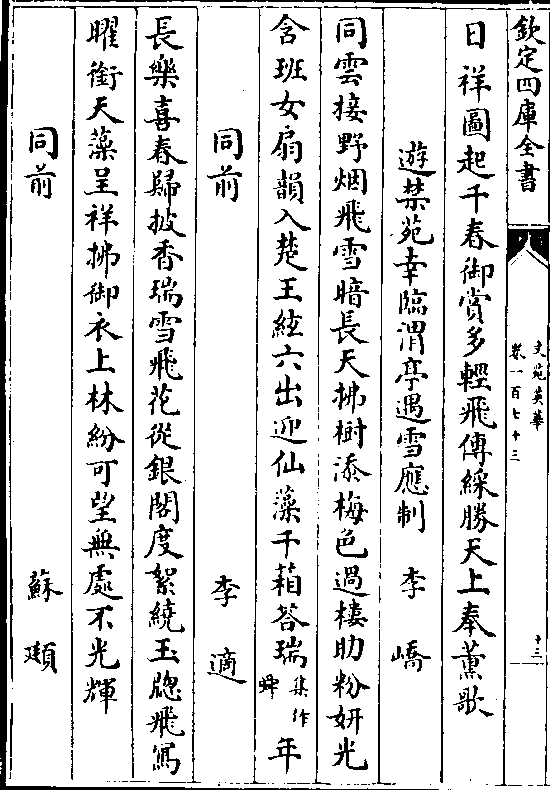 欽定四庫全書
文苑英華
卷一百七十三
十三
日祥圖起千春御賞多輕飛傳綵勝天上奉薰歌
遊禁苑幸臨渭亭遇雪應制 李嶠
同雲接野烟飛雪暗長天拂樹添梅色過樓助粉妍光
含班女扇韻入楚王絃六出迎仙藻千箱答瑞集作舜年
同前 李適
長樂喜春歸披香瑞雪飛花從銀閣度絮繞玉牕飛寫
曜銜天藻呈祥拂御衣上林紛可望無處不光輝
同前 蘇頲